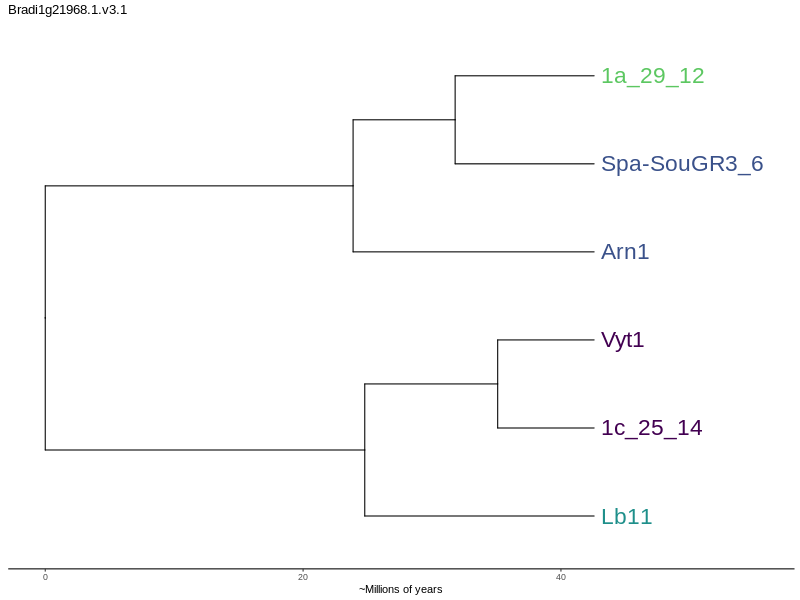 Bradi1g21968.1.v3.1
1a_29_12
Spa-SouGR3_6
Arn1
Vyt1
1c_25_14
Lb11
0 20 40
~Millions of years